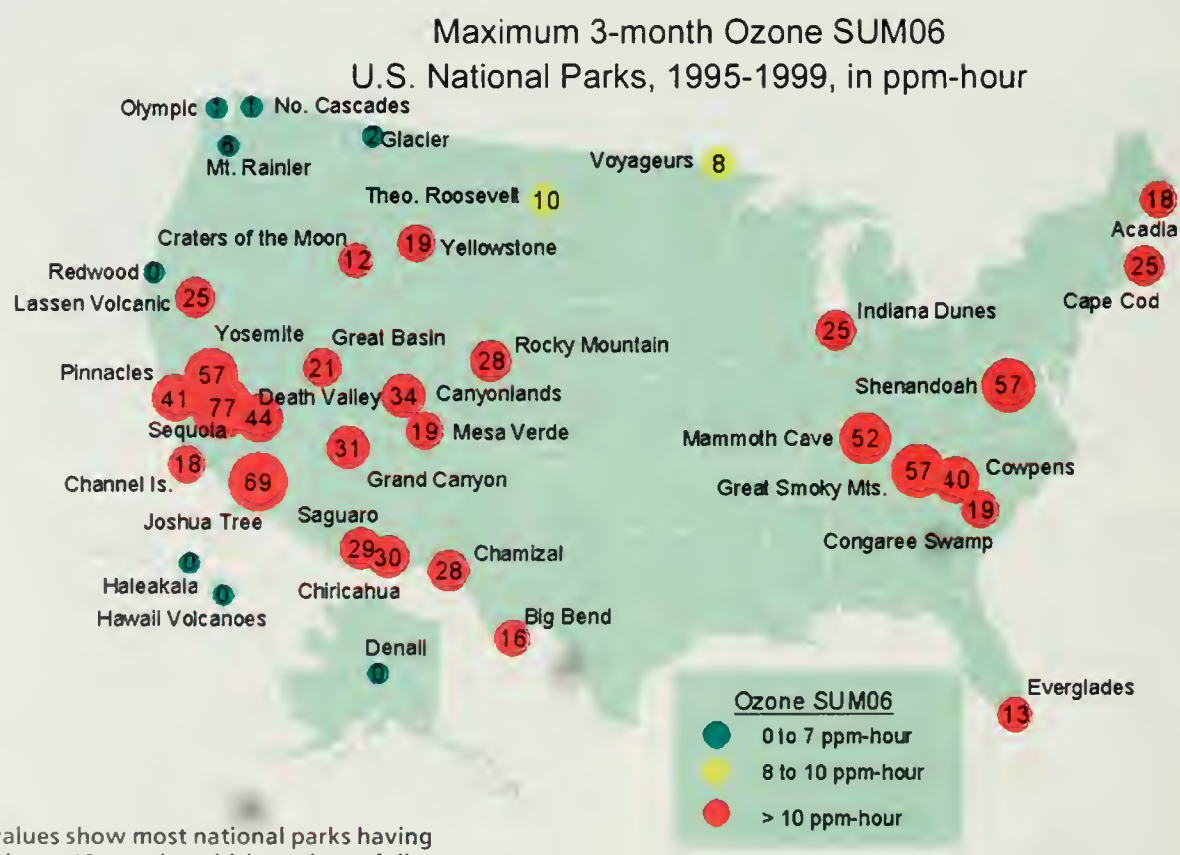 Maximum 3-month Ozone SUM06
U.S. National Parks, 1995-1999, in ppm-hour
Olympic 1 1 No. Cascades
2 Glacier
6
Mt. Rainier
Voyageurs 8
Theo. Roosevelt 10
18
Acadia
Craters of the Moon 19 Yellowstone
12
25
Cape Cod
Redwood 0
Lassen Volcanic 25
Indiana Dunes
25
Yosemite Great Basin
Rocky Mountain
28
Pinnacles 57 21
Shenandoah 57
41 77 44 Death Valley 34 Canyonlands
Sequoia
19 Mesa Verde
Mammoth Cave 52
18
Channel Is.
31
Grand Canyon
57 40 Cowpens
Great Smoky Mts.
69
Joshua Tree
19
Congaree Swamp
Saguaro
29 30
Chiricahua
Chamizal
28
0
Haleakala
0
Hawaii Volcanoes
Big Bend
16
Denali
0
Everglades
13
Ozone SUM06
0 to 7 ppm-hour
8 to 10 ppm-hour
> 10 ppm-hour
values show most national parks having